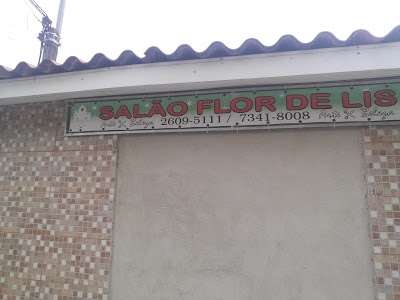 SALÃO FLOR DE LIS
2609-5111 / 7341-8008